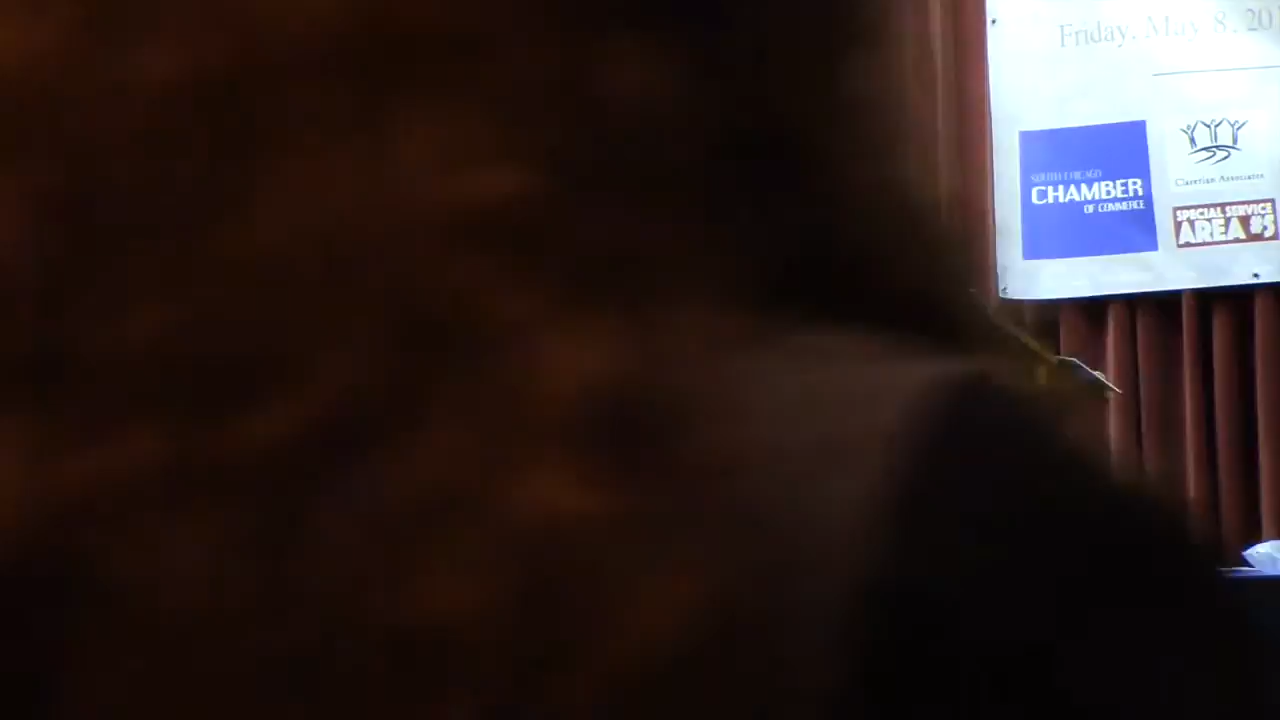 Friday, May 8, 20
SOUTH CHICAGO
CHAMBER
OF COMMERCE
Claretian Associates
SPECIAL SERVICE
AREA #5